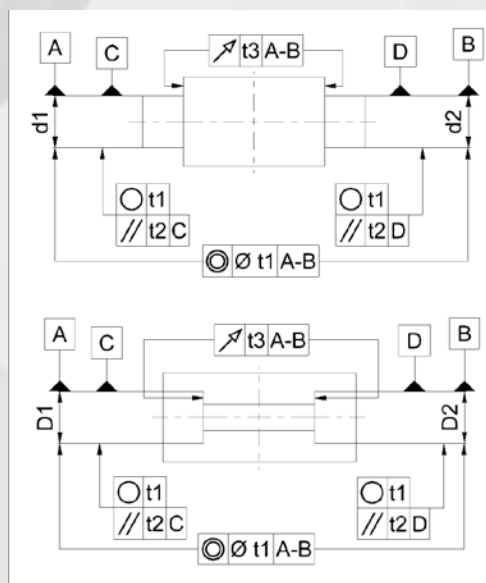 A
C
↗ t3 A-B
D
B
d1
d2
○ t1
// t2 C
○ t1
// t2 D
◎ Ø t1 A-B
A
C
↗ t3 A-B
D
B
D1
D2
○ t1
// t2 C
○ t1
// t2 D
◎ Ø t1 A-B